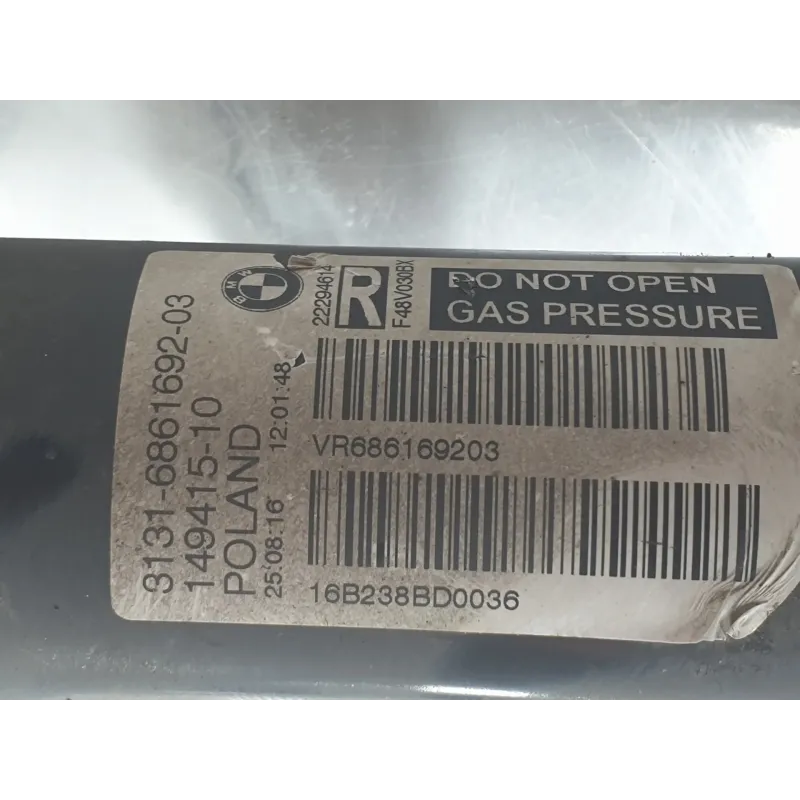 BMW
3131-6861692-03
149415-10
POLAND
25:08:16 12:01:48
22294614
R
F48V030BX
DO NOT OPEN
GAS PRESSURE
VR686169203
16B238BD0036